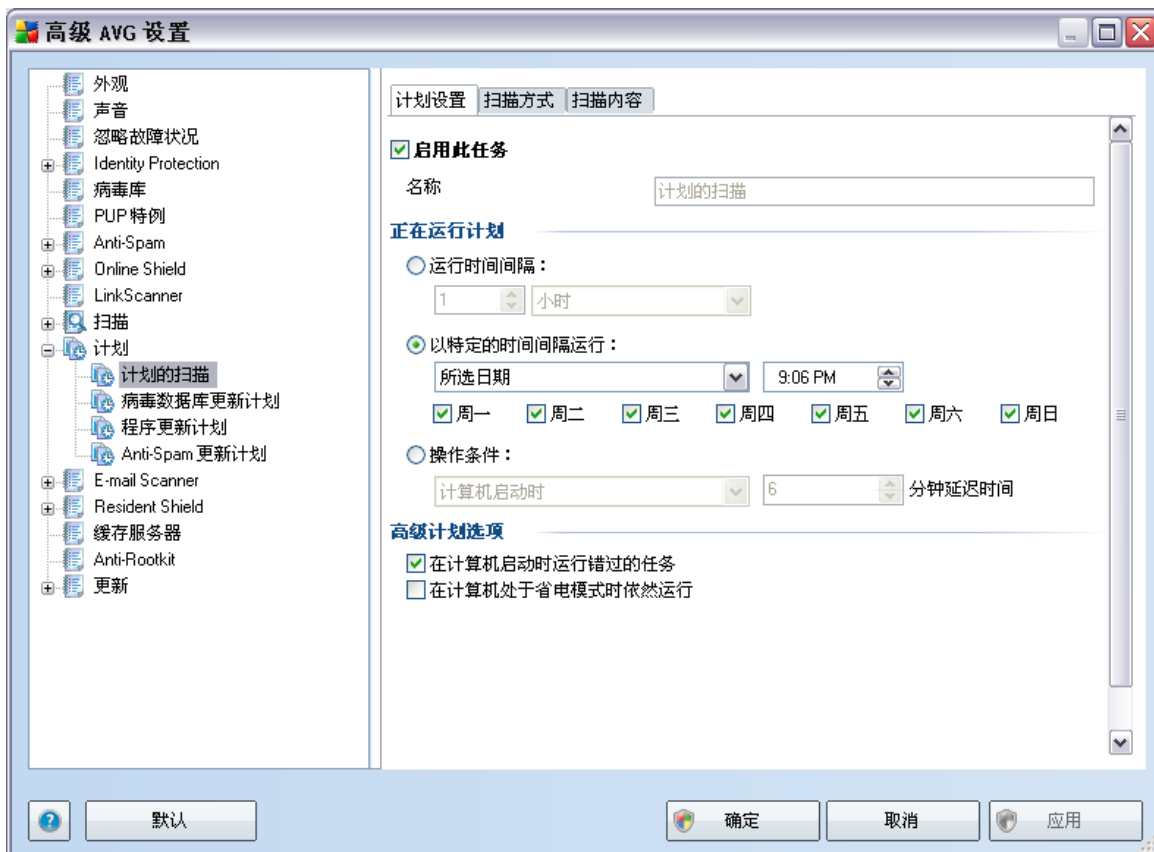 高级 AVG 设置
外观
声音
忽略故障状况
Identity Protection
病毒库
PUP 特例
Anti-Spam
Online Shield
LinkScanner
扫描
计划
计划的扫描
病毒数据库更新计划
程序更新计划
Anti-Spam 更新计划
E-mail Scanner
Resident Shield
缓存服务器
Anti-Rootkit
更新
计划设置 扫描方式 扫描内容
启用此任务
名称 计划的扫描
正在运行计划
运行时间间隔：
1 小时
以特定的时间间隔运行：
所选日期 9:06 PM
周一 周二 周三 周四 周五 周六 周日
操作条件：
计算机启动时 6 分钟延迟时间
高级计划选项
在计算机启动时运行错过的任务
在计算机处于省电模式时依然运行
? 默认 确定 取消 应用